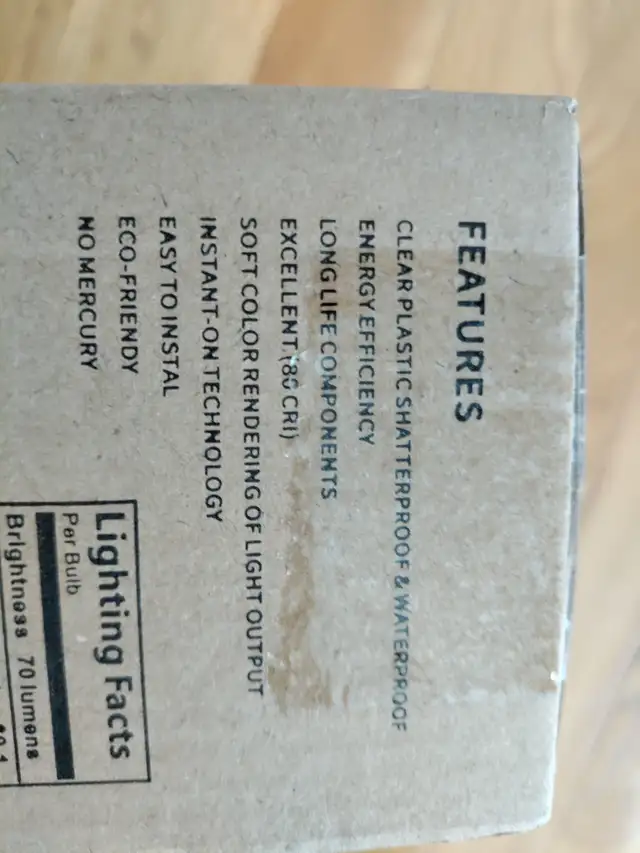 FEATURES
CLEAR PLASTIC SHATTERPROOF & WATERPROOF
ENERGY EFFICIENCY
LONG LIFE COMPONENTS
EXCELLENT (80 CRI)
SOFT COLOR RENDERING OF LIGHT OUTPUT
INSTANT-ON TECHNOLOGY
EASY TO INSTAL
ECO-FRIENDY
NO MERCURY
Lighting Facts
Per Bulb
Brightness 70 lumens